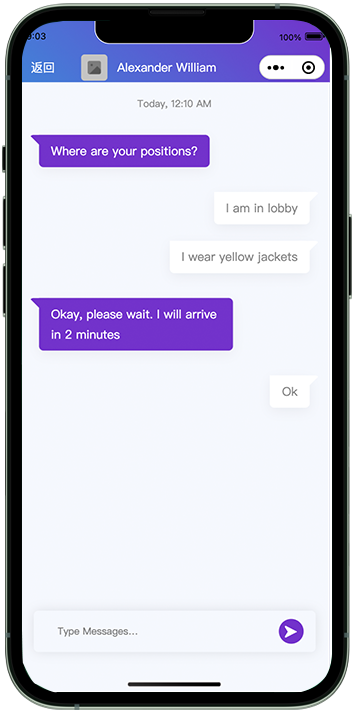 9:03
100%
返回
Alexander William
Today, 12:10 AM
Where are your positions?
I am in lobby
I wear yellow jackets
Okay, please wait. I will arrive
in 2 minutes
Ok
Type Messages...